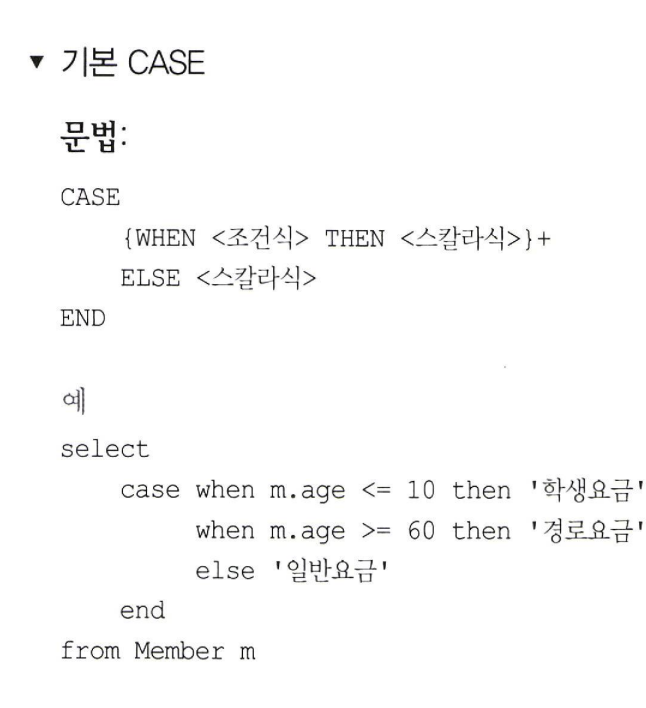 ▼ 기본 CASE
문법:
CASE
{WHEN <조건식> THEN <스칼라식>}+
ELSE <스칼라식>
END
예
select
case when m.age <= 10 then '학생요금'
when m.age >= 60 then '경로요금'
else '일반요금'
end
from Member m